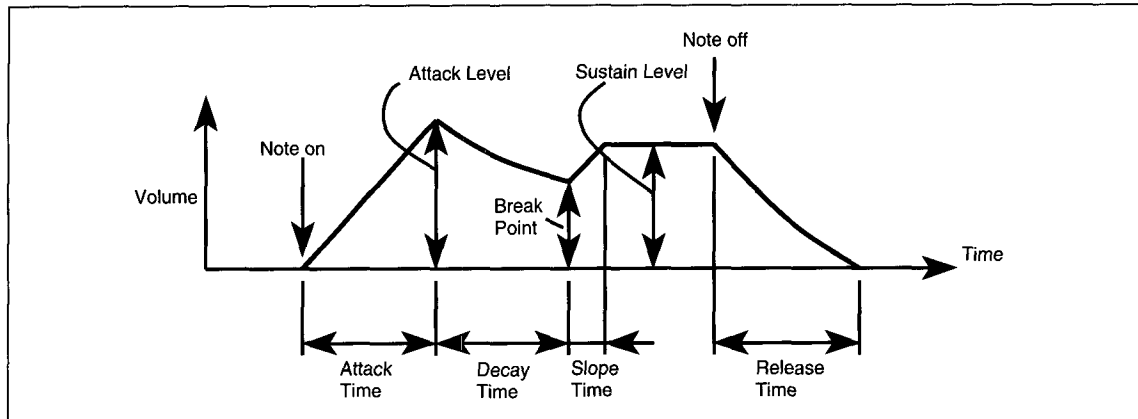 Note off
Attack Level
Sustain Level
Note on
Volume
Break
Point
Time
Attack
Time
Decay
Time
Slope
Time
Release
Time